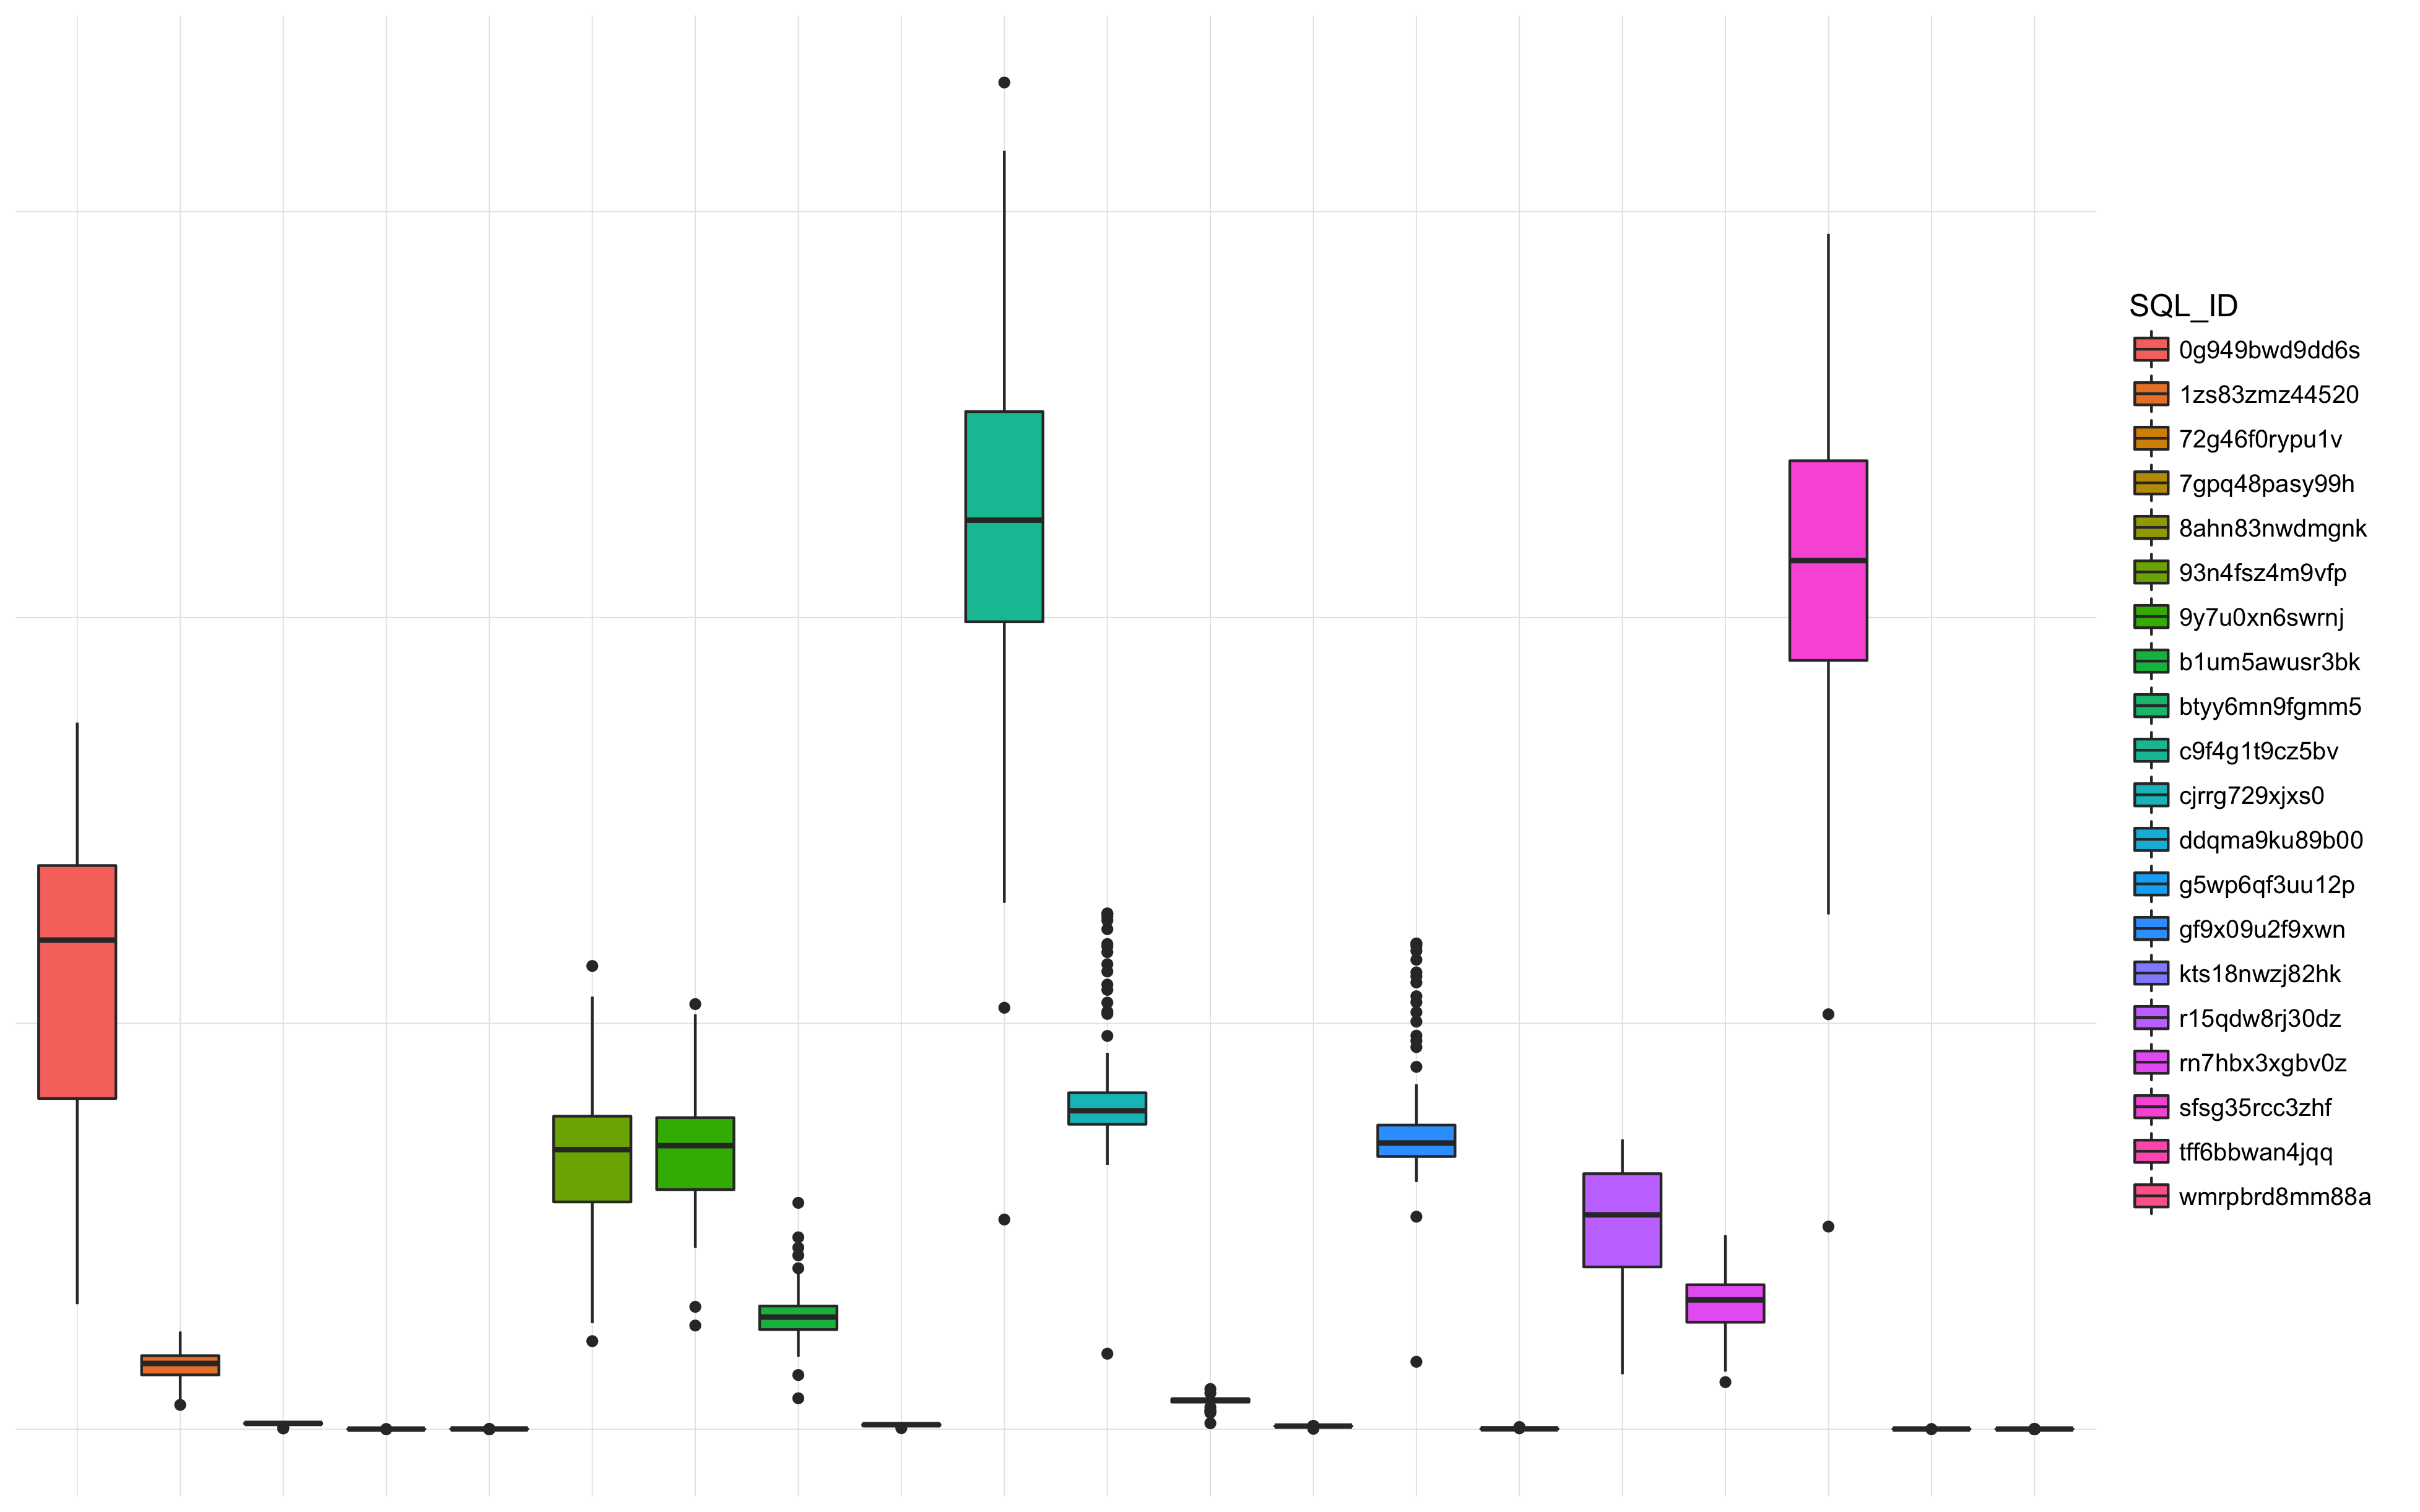 SQL_ID
0g949bwd9dd6s
1zs83zmz44520
72g46f0rypu1v
7gpq48pasy99h
8ahn83nwdmgnk
93n4fsz4m9vfp
9y7u0xn6swrnj
b1um5awusr3bk
btyy6mn9fgmm5
c9f4g1t9cz5bv
cjrrg729xjxs0
ddqma9ku89b00
g5wp6qf3uu12p
gf9x09u2f9xwn
kts18nwzj82hk
r15qdw8rj30dz
rn7hbx3xgbv0z
sfsg35rcc3zhf
tff6bbwan4jqq
wmrpbrd8mm88a